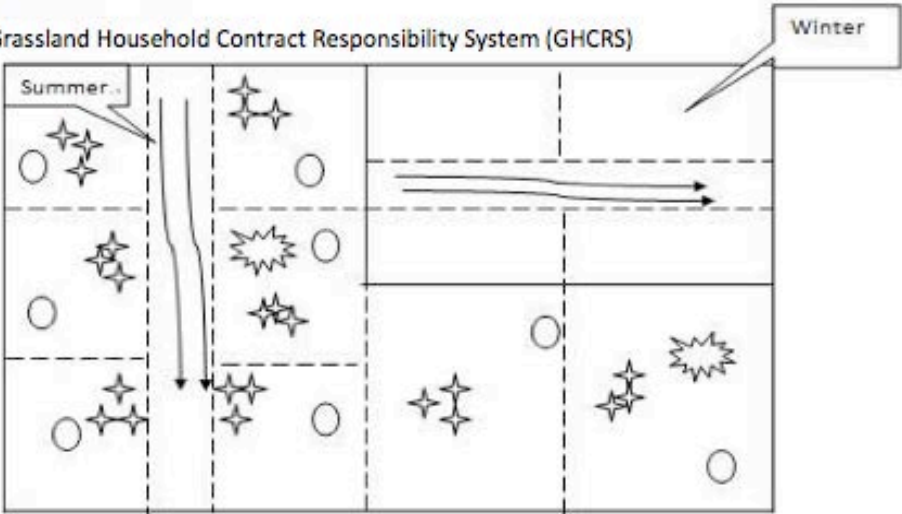 Grassland Household Contract Responsibility System (GHCRS)
Winter
Summer..